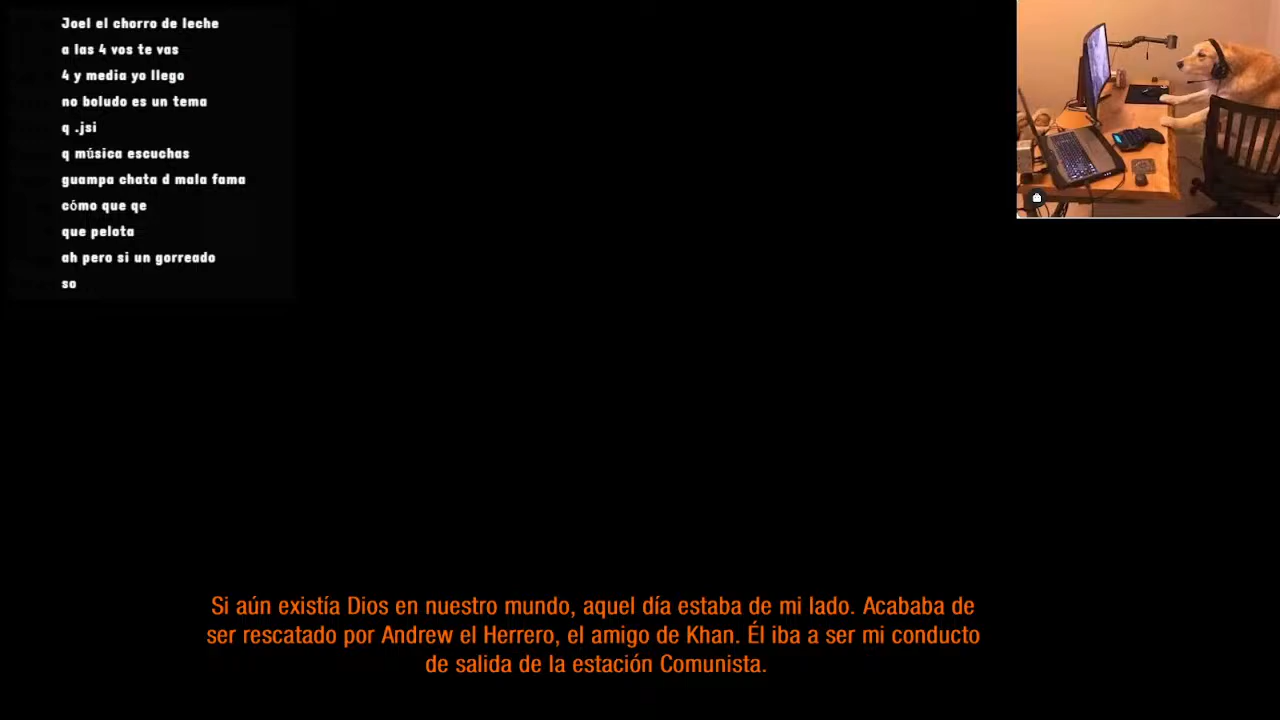 Joel el chorro de leche
a las 4 vos te vas
4 y media yo llego
no boludo es un tema
q .jsi
q música escuchas
guampa chata d mala fama
cómo que qe
que pelota
ah pero si un gorreado
so
Si aún existía Dios en nuestro mundo, aquel día estaba de mi lado. Acababa de
ser rescatado por Andrew el Herrero, el amigo de Khan. Él iba a ser mi conducto
de salida de la estación Comunista.